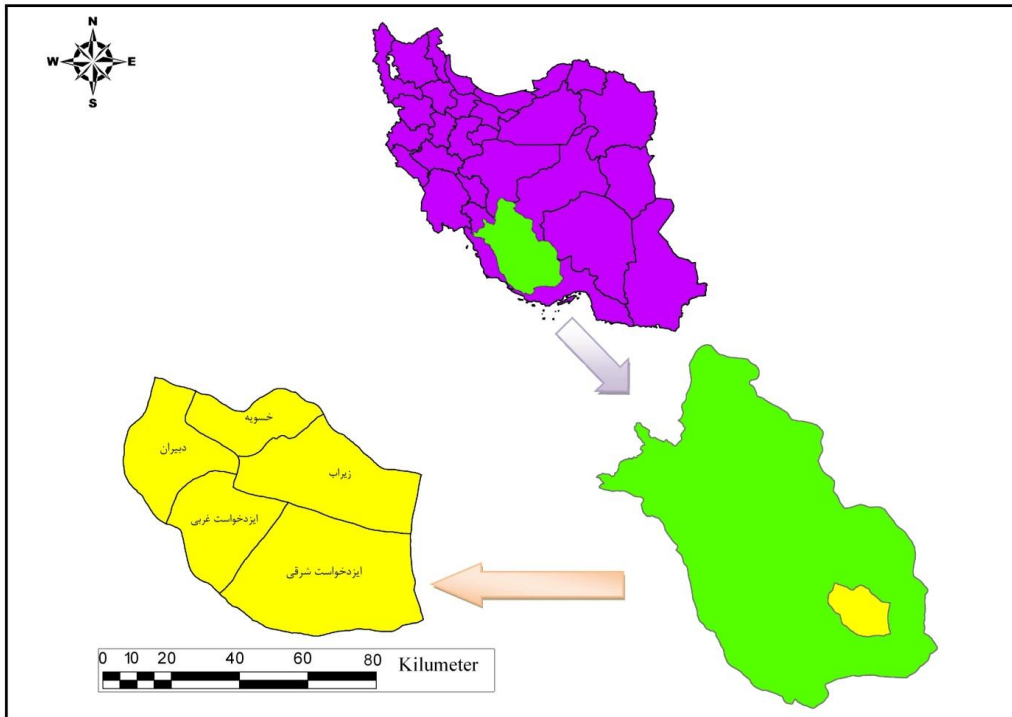 N
W E
S
خسویه
دبیران
زیراب
ایزدخواست غربی
ایزدخواست شرقی
0 10 20 40 60 80 Kilumeter